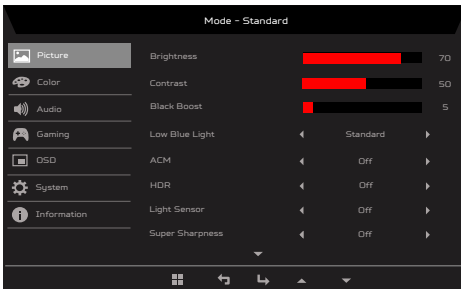 Mode - Standard
Picture
Color
Audio
Gaming
OSD
System
Information
Brightness 70
Contrast 50
Black Boost 5
Low Blue Light Standard
ACM Off
HDR Off
Light Sensor Off
Super Sharpness Off